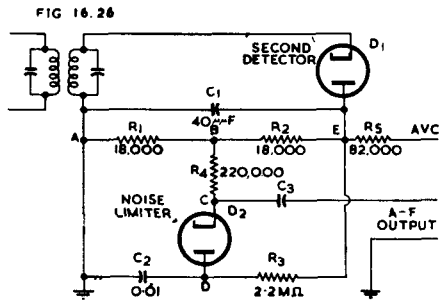 FIG 16.26
SECOND
DETECTOR
D1
C1
40μμF
A
R1
18,000
B
R2
18,000
E
R5
82,000
AVC
R4
220,000
C3
NOISE
LIMITER
C
D2
A-F
OUTPUT
C2
0·01
D
R3
2·2MΩ